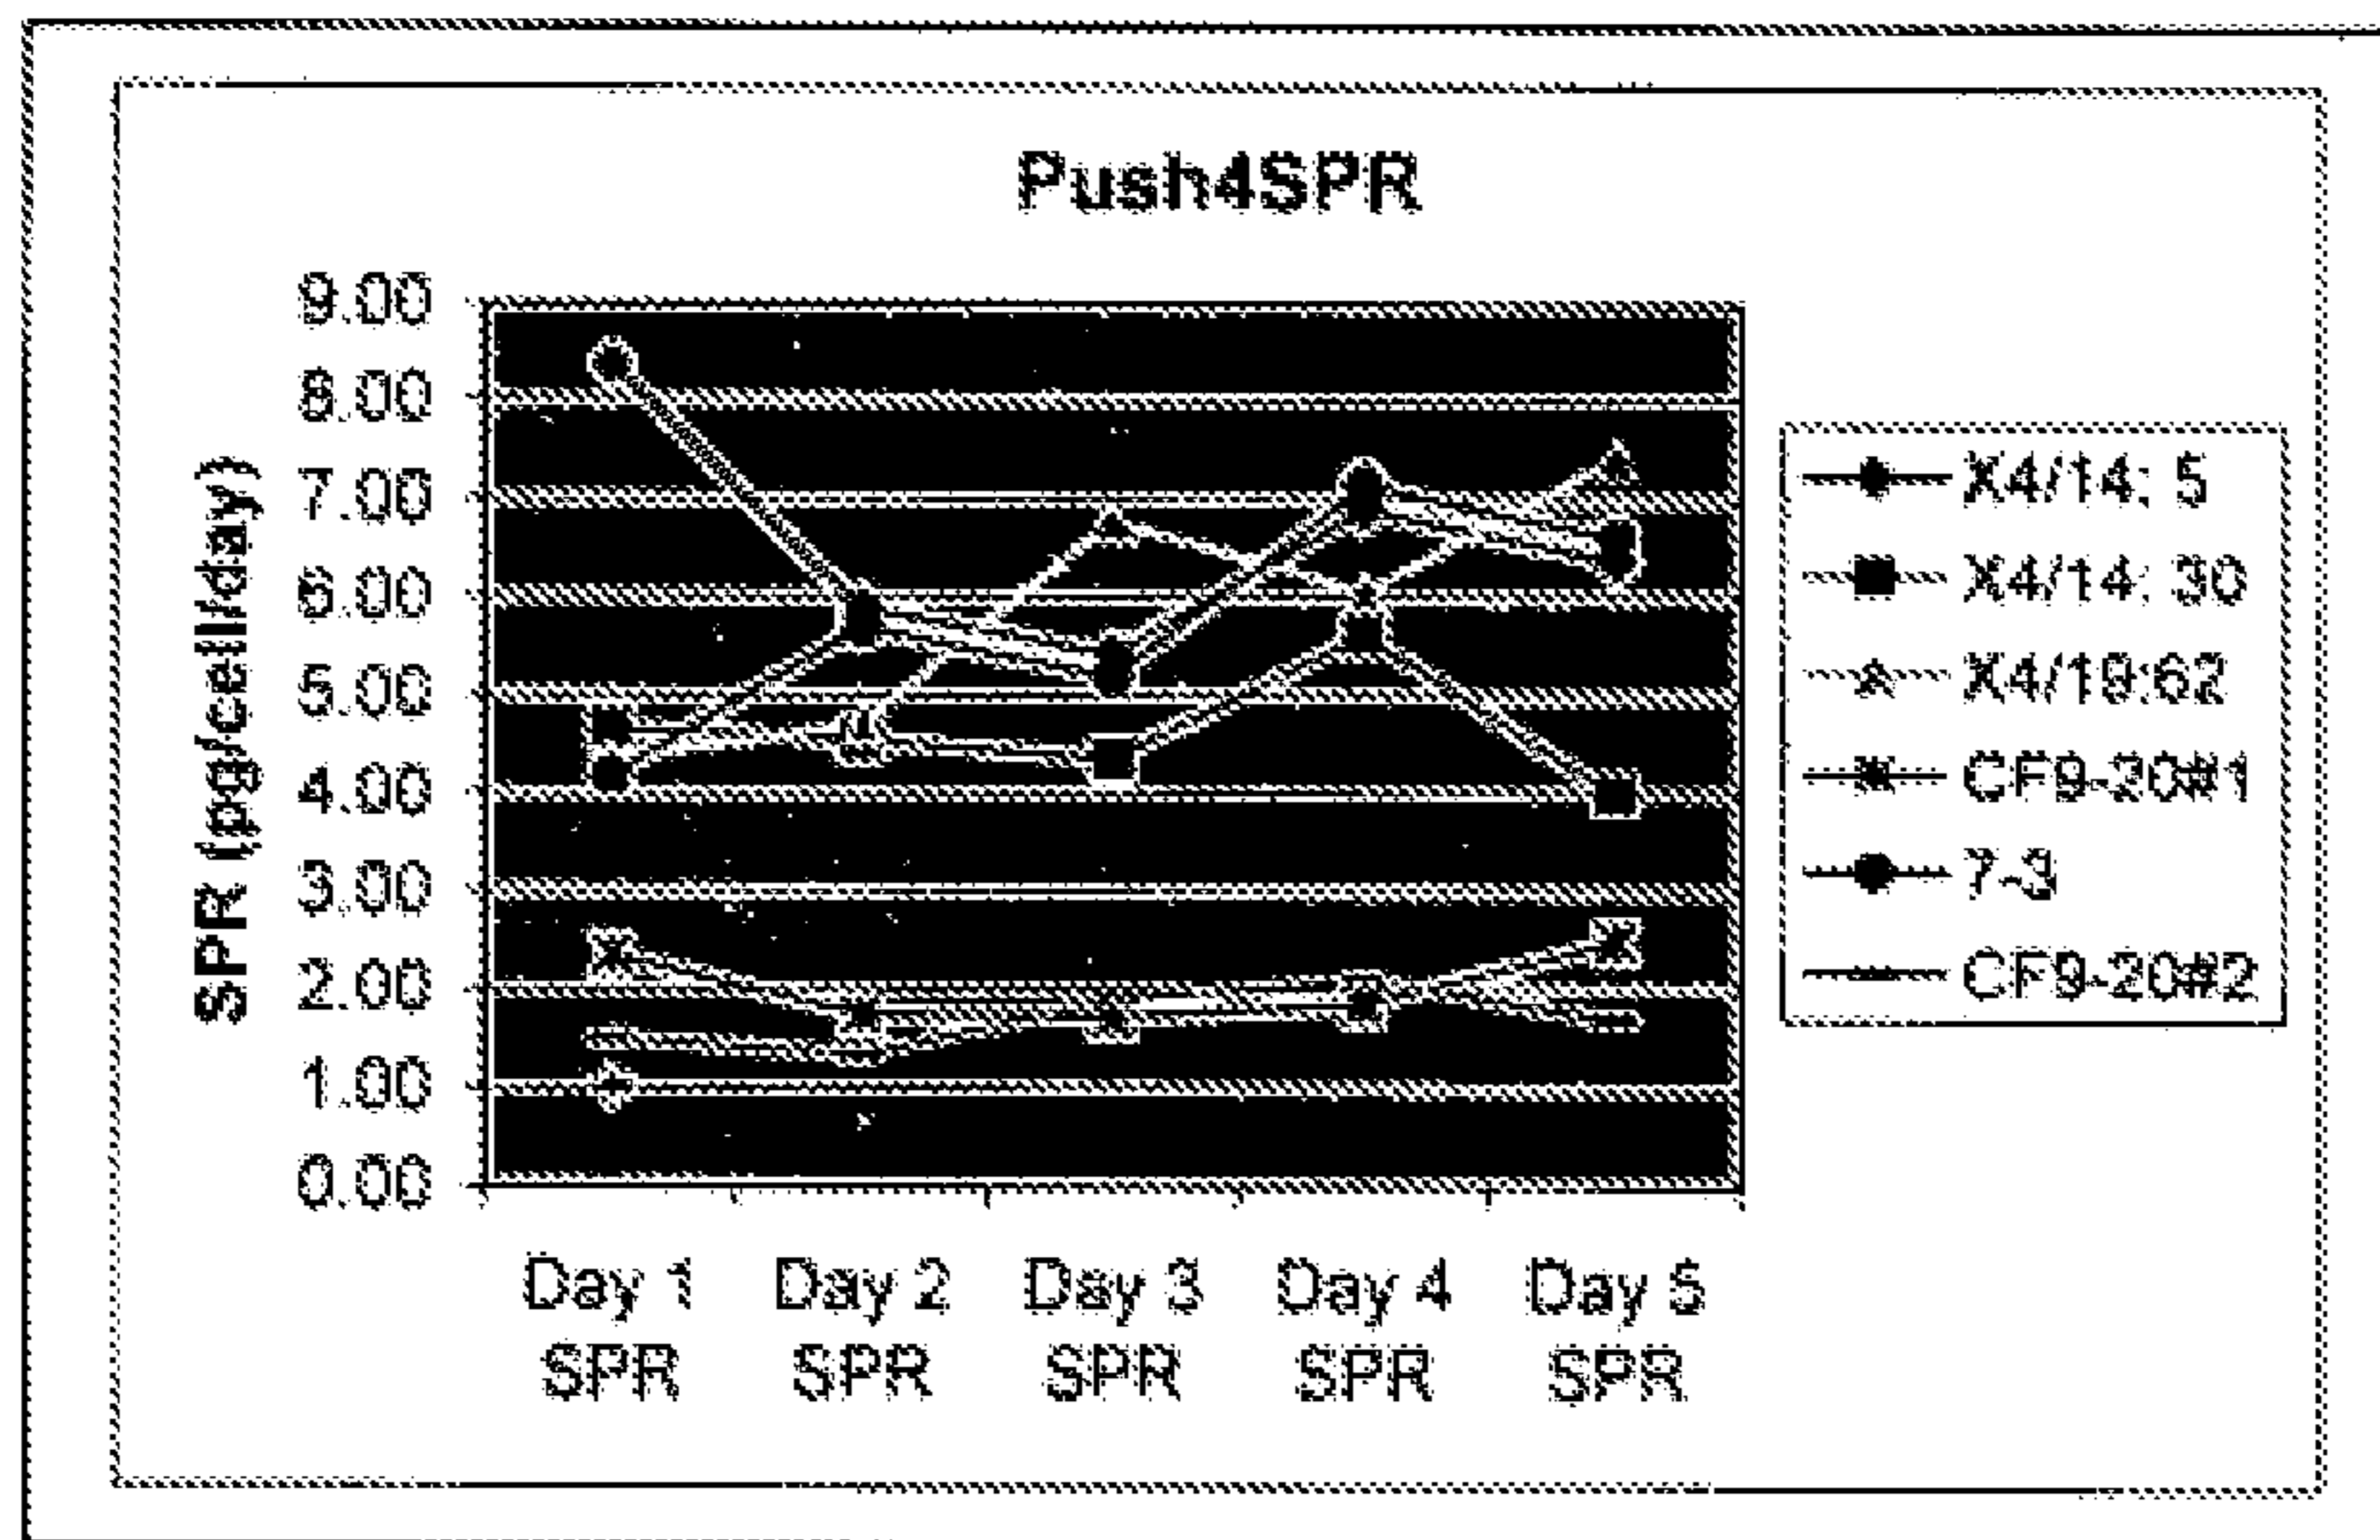 Push4SPR
9.00
8.00
7.00
6.00
5.00
4.00
3.00
2.00
1.00
0.00
SPR (pg/cell/day)
Day 1 SPR
Day 2 SPR
Day 3 SPR
Day 4 SPR
Day 5 SPR
X4/14: 5
X4/14: 30
X4/19:62
CF9-20#1
7-3
CF9-20#2